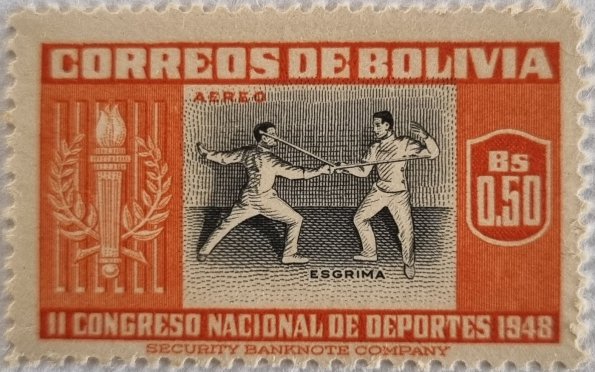 CORREOS DE BOLIVIA
AEREO
Bs
0.50
ESGRIMA
II CONGRESO NACIONAL DE DEPORTES 1948
SECURITY BANKNOTE COMPANY